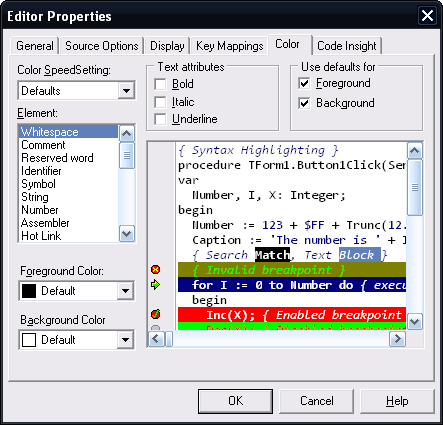 Editor Properties
General Source Options Display Key Mappings Color Code Insight
Color SpeedSetting:
Defaults
Element:
Whitespace
Comment
Reserved word
Identifier
Symbol
String
Number
Assembler
Hot Link
Foreground Color:
Default
Background Color
Default
Text attributes
Bold
Italic
Underline
Use defaults for
Foreground
Background
{ Syntax Highlighting }
procedure TForm1.Button1Click(Sen
var
Number, I, X: Integer;
begin
Number := 123 + $FF + Trunc(12.
Caption := 'The number is ' + I
{ Search Match, Text Block }
{ Invalid breakpoint }
for I := 0 to Number do { execu
begin
Inc(X); { Enabled breakpoint
OK Cancel Help